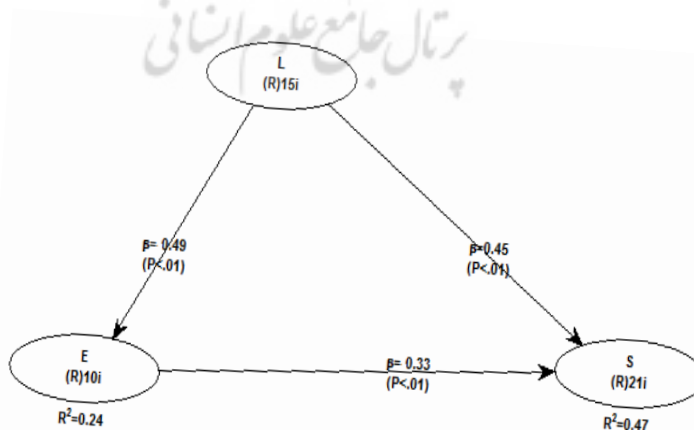 پرتال جامع علوم انسانی
L
(R)15i
β= 0.49
(P<.01)
β=0.45
(P<.01)
E
(R)10i
β= 0.33
(P<.01)
S
(R)21i
R²=0.24
R²=0.47